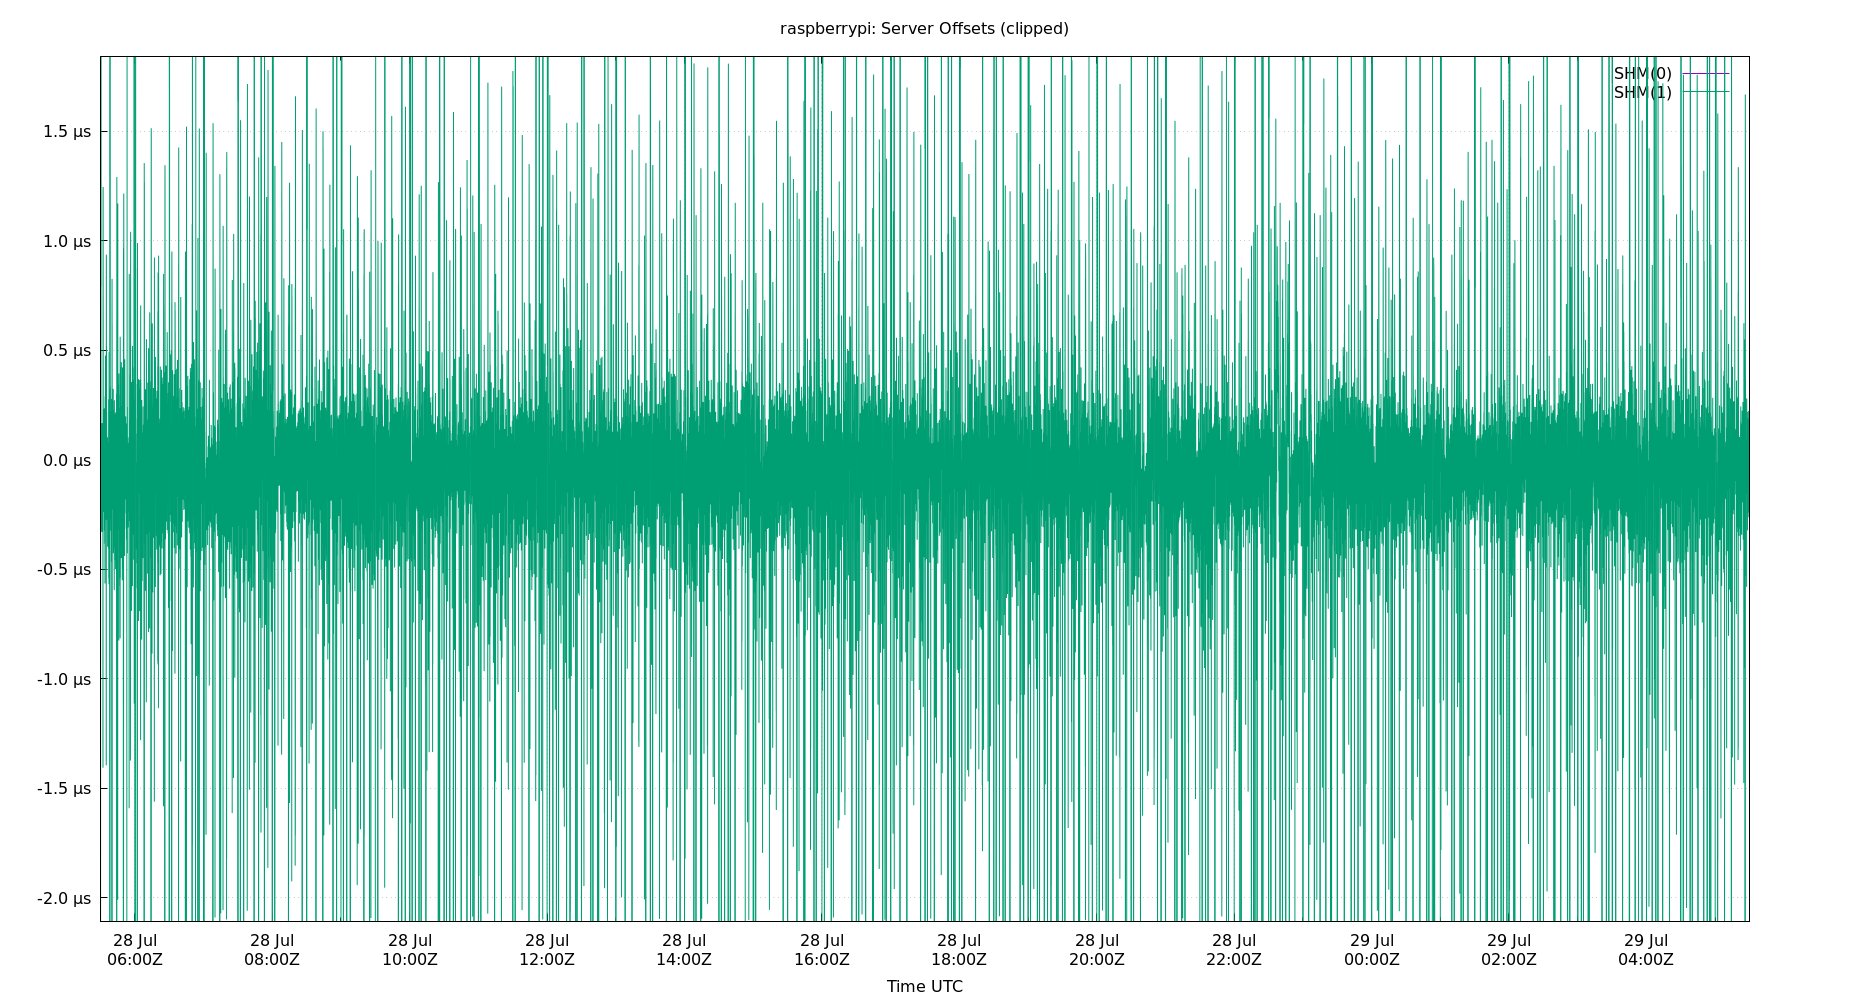 raspberrypi: Server Offsets (clipped)
SHM(0)
SHM(1)
1.5 µs
1.0 µs
0.5 µs
0.0 µs
-0.5 µs
-1.0 µs
-1.5 µs
-2.0 µs
28 Jul 28 Jul 28 Jul 28 Jul 28 Jul 28 Jul 28 Jul 28 Jul 28 Jul 29 Jul 29 Jul 29 Jul
06:00Z 08:00Z 10:00Z 12:00Z 14:00Z 16:00Z 18:00Z 20:00Z 22:00Z 00:00Z 02:00Z 04:00Z
Time UTC